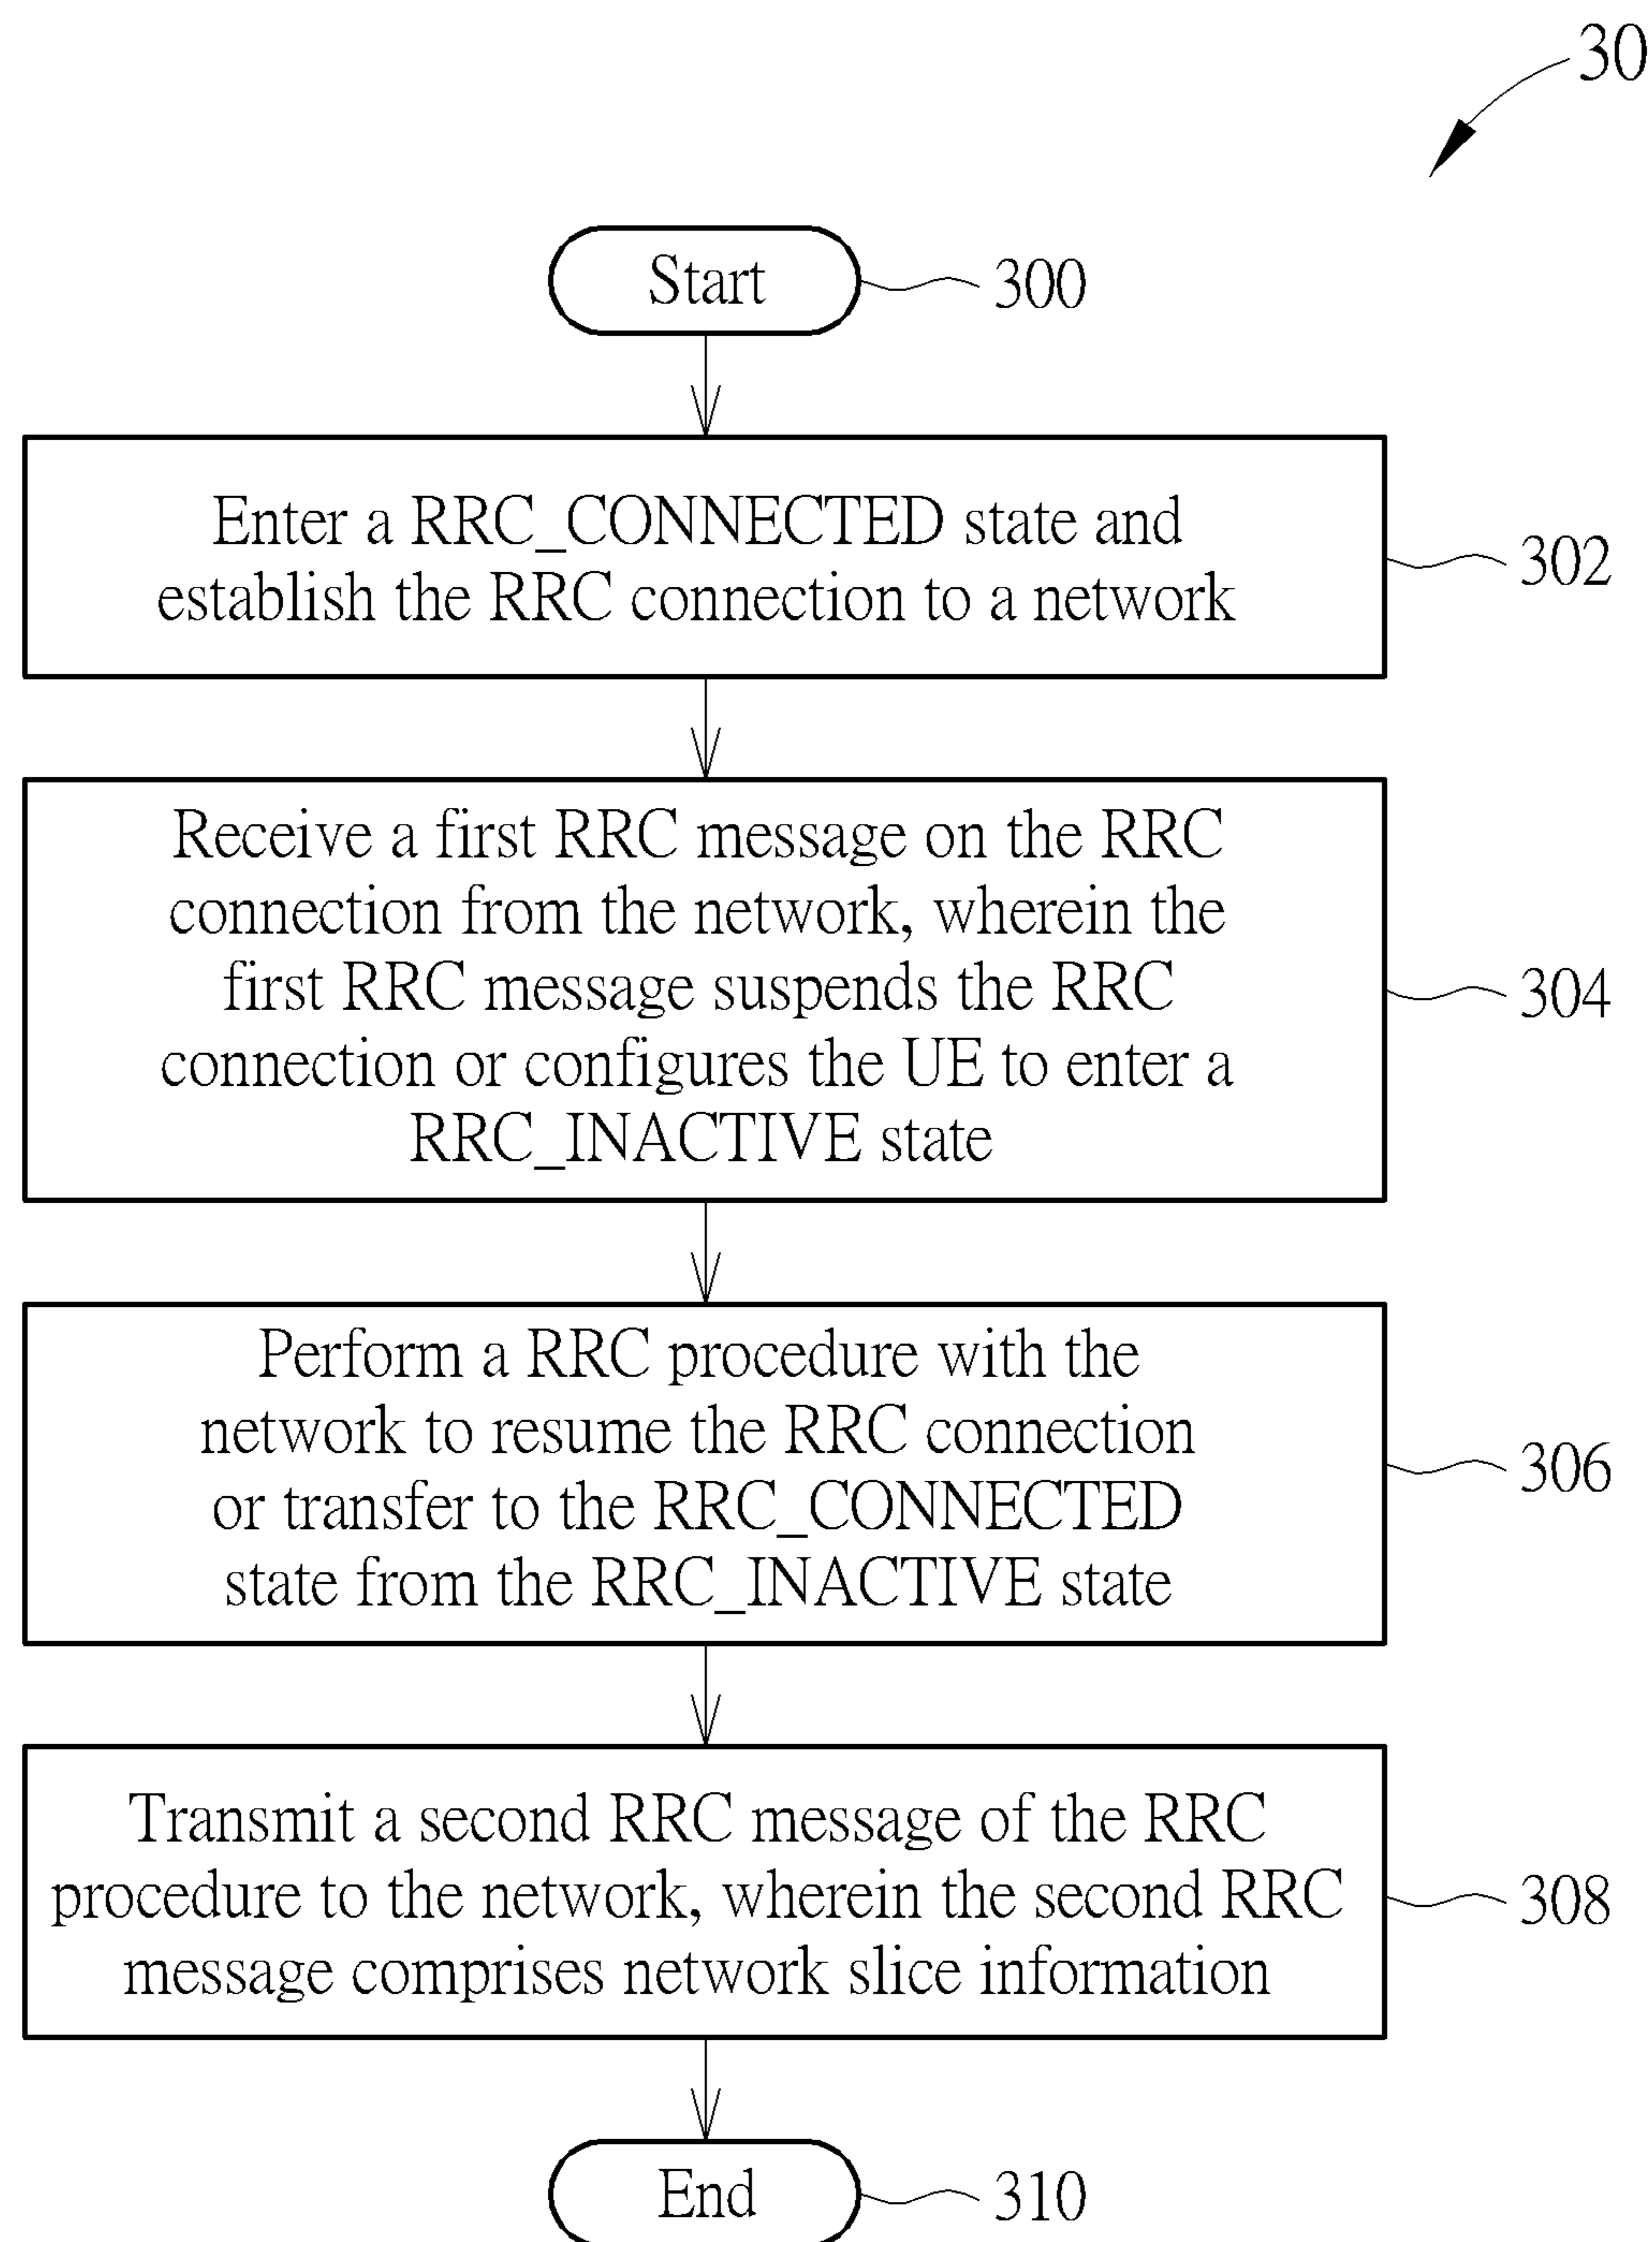 30
Start
300
Enter a RRC_CONNECTED state and
establish the RRC connection to a network
302
Receive a first RRC message on the RRC
connection from the network, wherein the
first RRC message suspends the RRC
connection or configures the UE to enter a
RRC_INACTIVE state
304
Perform a RRC procedure with the
network to resume the RRC connection
or transfer to the RRC_CONNECTED
state from the RRC_INACTIVE state
306
Transmit a second RRC message of the RRC
procedure to the network, wherein the second RRC
message comprises network slice information
308
End
310